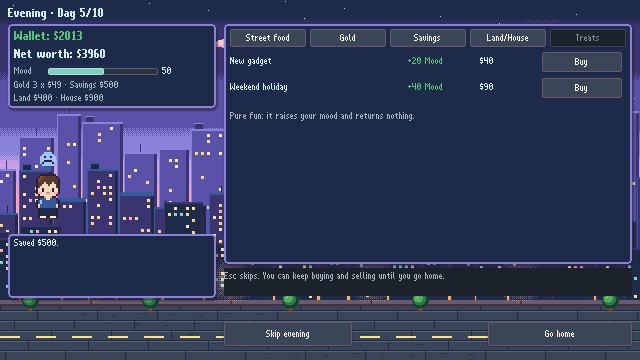 Evening · Day 5/10
Wallet: $2013
Net worth: $3960
Mood 50
Gold 3 x $49 · Savings $500
Land $400 · House $900
Street food Gold Savings Land/House Treats
New gadget +20 Mood $40 Buy
Weekend holiday +40 Mood $90 Buy
Pure fun: it raises your mood and returns nothing.
Saved $500.
Esc skips. You can keep buying and selling until you go home.
Skip evening Go home